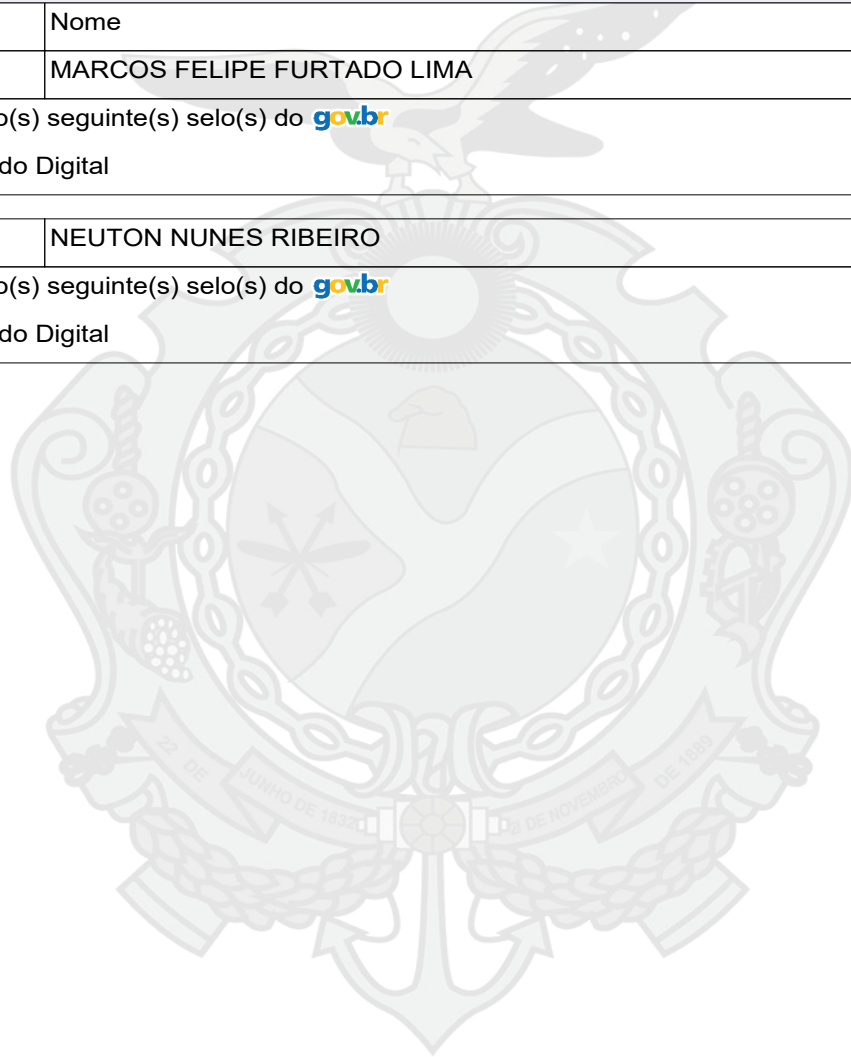 Nome
MARCOS FELIPE FURTADO LIMA
o(s) seguinte(s) selo(s) do gov.br
do Digital
NEUTON NUNES RIBEIRO
o(s) seguinte(s) selo(s) do gov.br
do Digital
22 DE JUNHO DE 1832 21 DE NOVEMBRO DE 1889